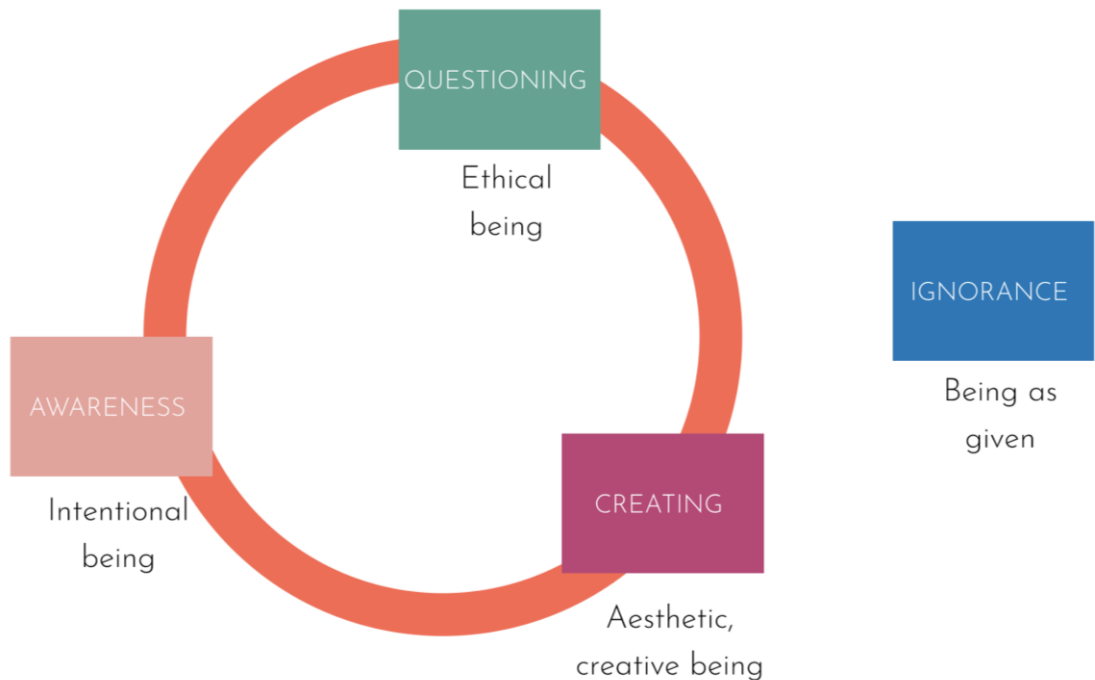 QUESTIONING
Ethical
being
IGNORANCE
Being as
given
AWARENESS
Intentional
being
CREATING
Aesthetic,
creative being